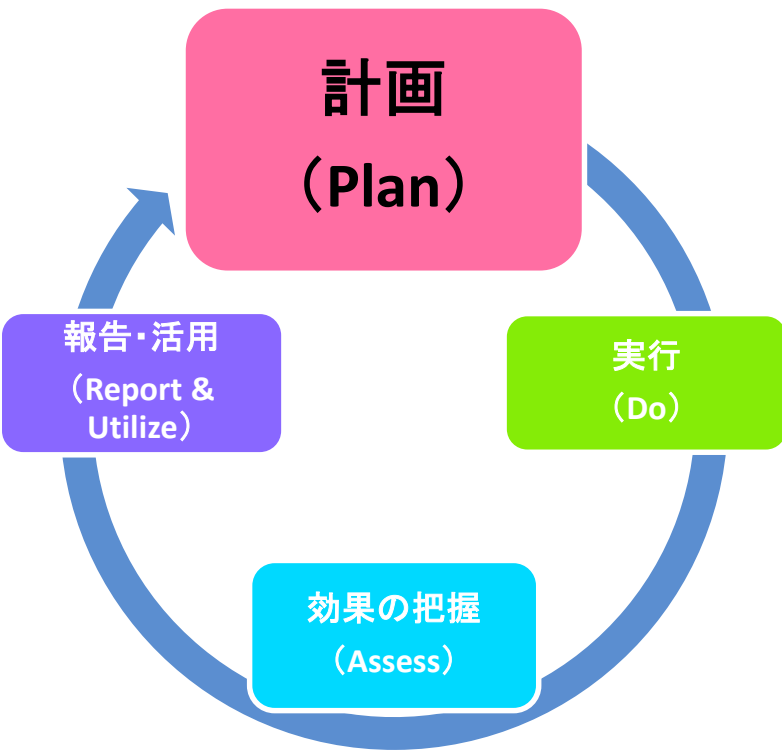 計画
（Plan）
実行
（Do）
効果の把握
（Assess）
報告・活用
（Report &
Utilize）